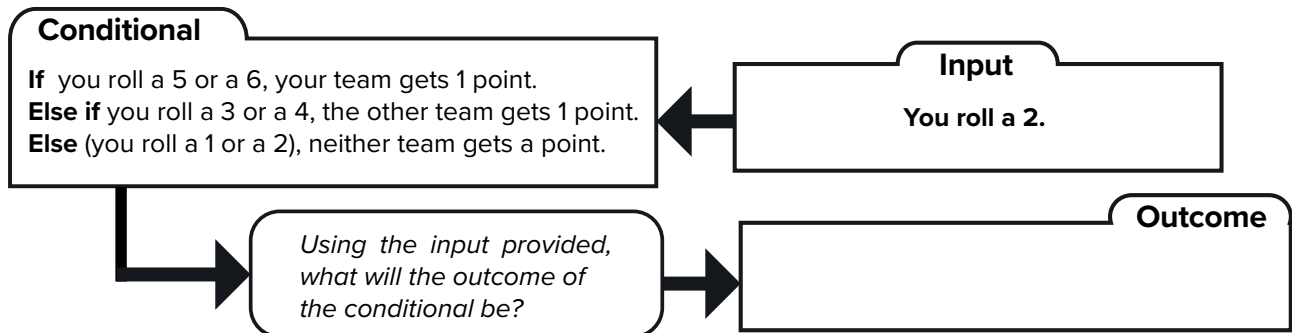 Conditional
If you roll a 5 or a 6, your team gets 1 point.
Else if you roll a 3 or a 4, the other team gets 1 point.
Else (you roll a 1 or a 2), neither team gets a point.
Input
You roll a 2.
Using the input provided,
what will the outcome of
the conditional be?
Outcome